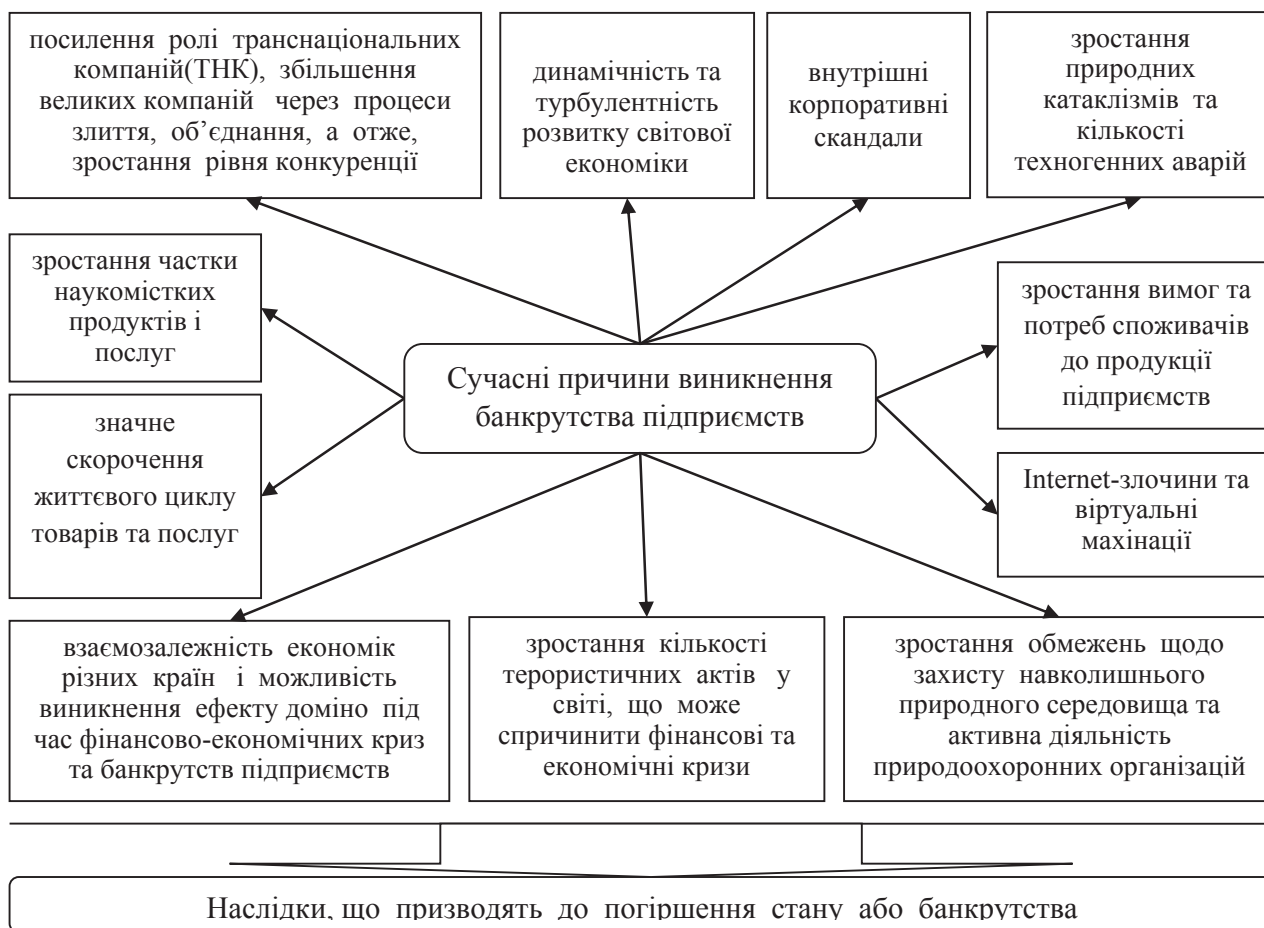 посилення ролі транснаціональних
компаній(ТНК), збільшення
великих компаній через процеси
злиття, об’єднання, а отже,
зростання рівня конкуренції
динамічність та
турбулентність
розвитку світової
економіки
внутрішні
корпоративні
скандали
зростання
природних
катаклізмів та
кількості
техногенних аварій
зростання частки
наукомістких
продуктів і
послуг
зростання вимог та
потреб споживачів
до продукції
підприємств
Сучасні причини виникнення
банкрутства підприємств
значне
скорочення
життєвого циклу
товарів та послуг
Internet-злочини та
віртуальні
махінації
взаємозалежність економік
різних країн і можливість
виникнення ефекту доміно під
час фінансово-економічних криз
та банкрутств підприємств
зростання кількості
терористичних актів у
світі, що може
спричинити фінансові та
економічні кризи
зростання обмежень щодо
захисту навколишнього
природного середовища та
активна діяльність
природоохоронних організацій
Наслідки, що призводять до погіршення стану або банкрутства